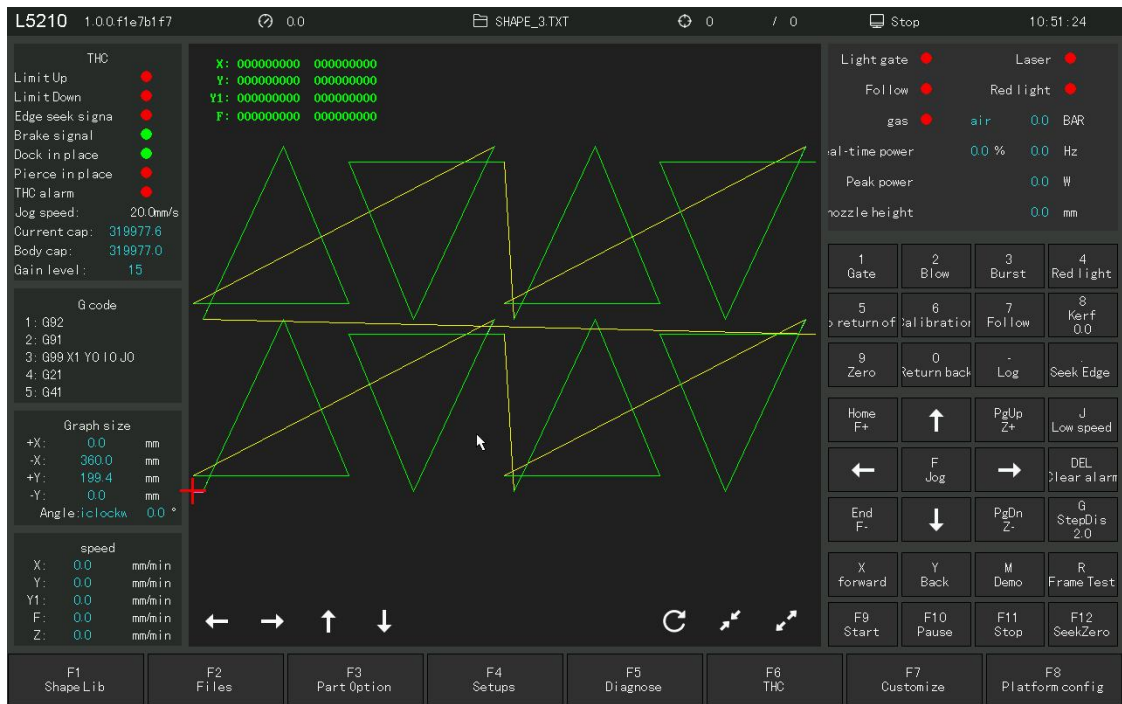 L5210 1.0.0.f1e7b1f7 0.0 SHAPE_3.TXT 0 / 0 Stop 10:51:24
THC
Limit Up
Limit Down
Edge seek signa
Brake signal
Dock in place
Pierce in place
THC alarm
Jog speed: 20.0mm/s
Current cap: 319977.6
Body cap: 319977.0
Gain level: 15
G code
1: G92
2: G91
3: G99 X1 Y0 I0 J0
4: G21
5: G41
Graph size
+X: 0.0 mm
-X: 360.0 mm
+Y: 199.4 mm
-Y: 0.0 mm
Angle:iclockw 0.0 °
speed
X: 0.0 mm/min
Y: 0.0 mm/min
Y1: 0.0 mm/min
F: 0.0 mm/min
Z: 0.0 mm/min
X: 000000000 000000000
Y: 000000000 000000000
Y1: 000000000 000000000
F: 000000000 000000000
Light gate Laser
Follow Red light
gas air 0.0 BAR
al-time power 0.0 % 0.0 Hz
Peak power 0.0 W
nozzle height 0.0 mm
1 2 3 4
Gate Blow Burst Red light
5 6 7 8
return of alibration Follow Kerf
0.0
9 0 - .
Zero Return back Log Seek Edge
Home PgUp J
F+ Z+ Low speed
F DEL
Jog Clear alarm
End PgDn G
F- Z- StepDis
2.0
X Y M R
forward Back Demo Frame Test
F9 F10 F11 F12
Start Pause Stop SeekZero
F1 F2 F3 F4 F5 F6 F7 F8
Shape Lib Files Part Option Setups Diagnose THC Customize Platform config